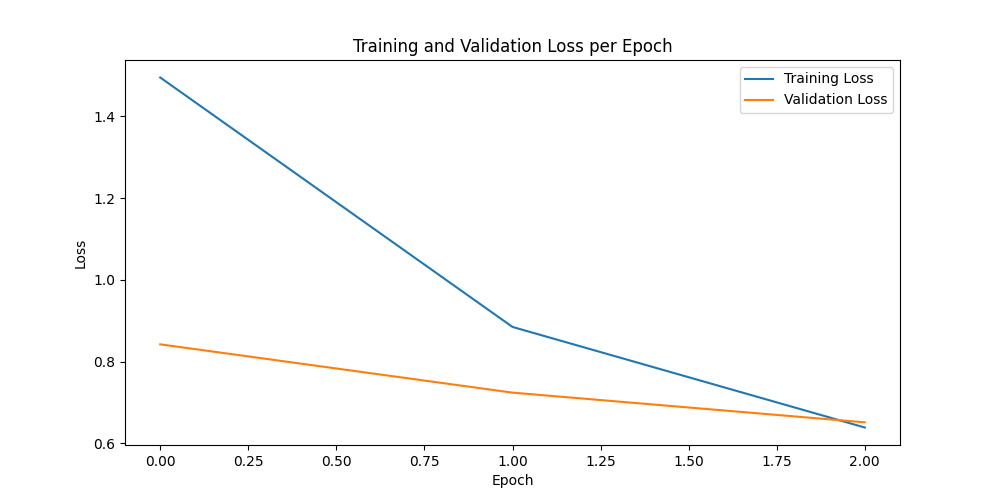 Training and Validation Loss per Epoch
Training Loss
Validation Loss
1.4
1.2
1.0
0.8
0.6
Loss
0.00 0.25 0.50 0.75 1.00 1.25 1.50 1.75 2.00
Epoch